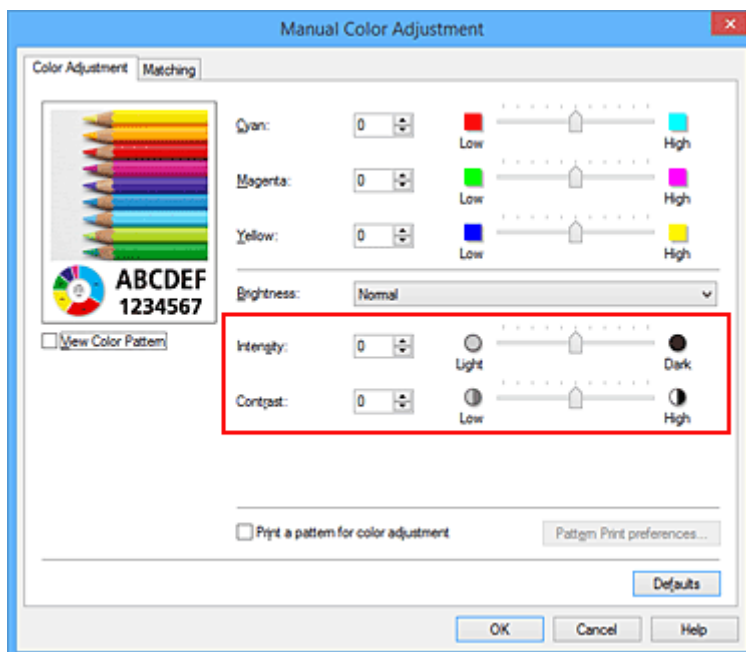 Manual Color Adjustment
Color Adjustment Matching
Cyan: 0 Low High
Magenta: 0 Low High
Yellow: 0 Low High
ABCDEF
1234567
Brightness: Normal
View Color Pattern
Intensity: 0 Light Dark
Contrast: 0 Low High
Print a pattern for color adjustment Pattern Print preferences...
Defaults
OK Cancel Help